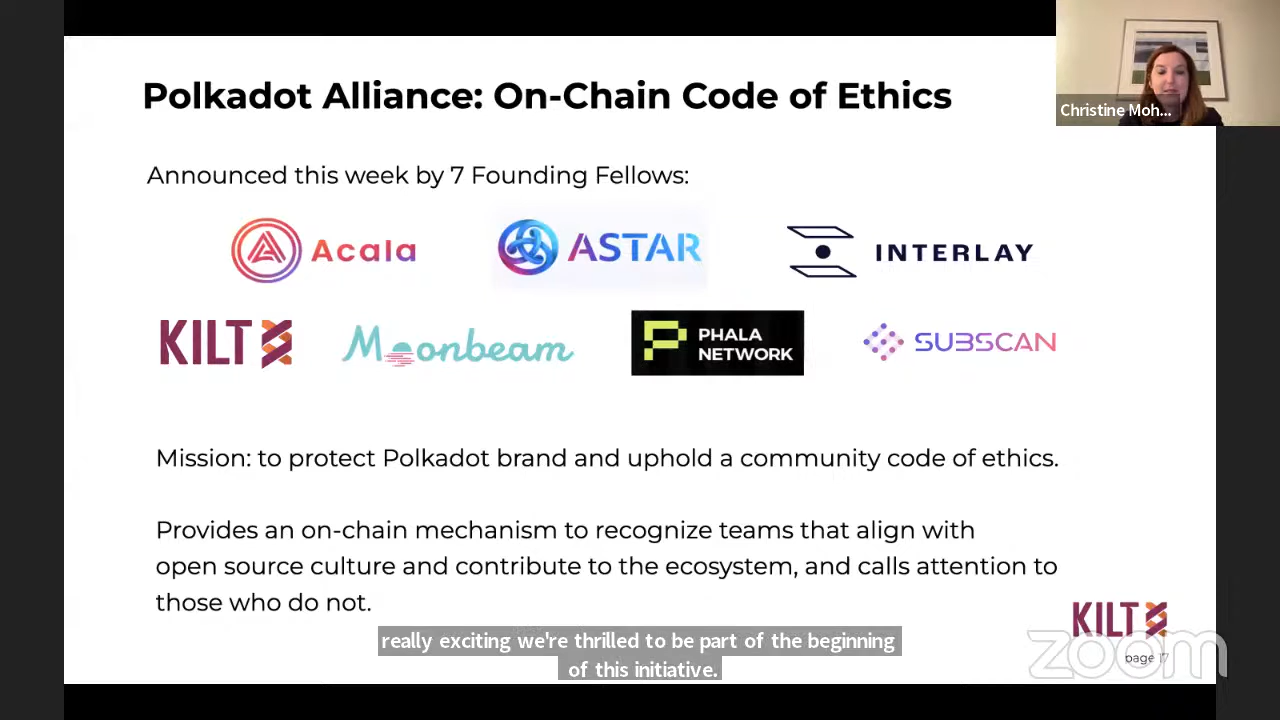 Polkadot Alliance: On-Chain Code of Ethics
Christine Moh...
Announced this week by 7 Founding Fellows:
Acala
ASTAR
INTERLAY
KILT
Moonbeam
PHALA
NETWORK
SUBSCAN
Mission: to protect Polkadot brand and uphold a community code of ethics.
Provides an on-chain mechanism to recognize teams that align with
open source culture and contribute to the ecosystem, and calls attention to
those who do not.
KILT
really exciting we're thrilled to be part of the beginning
of this initiative.
zoom
page 17